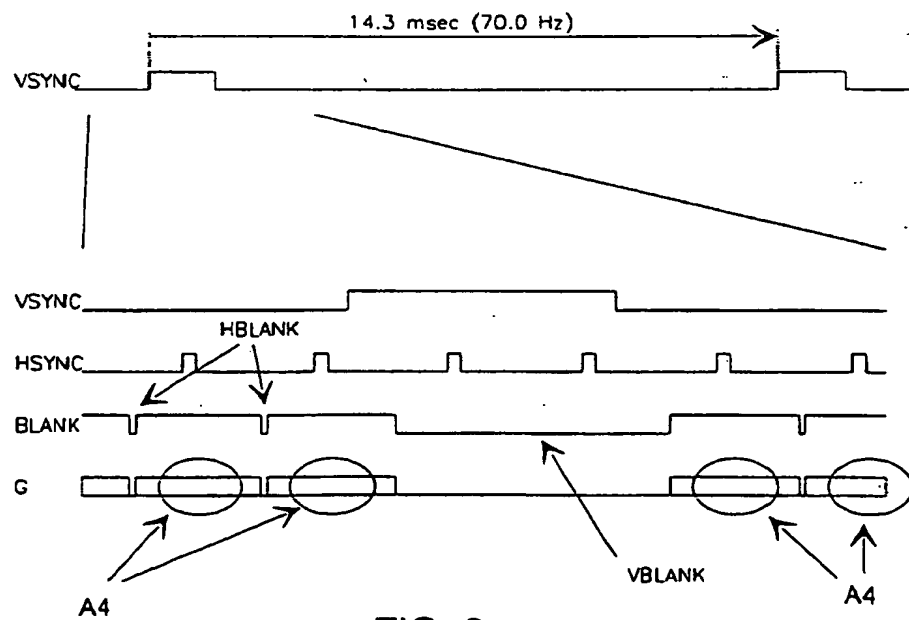 14.3 msec (70.0 Hz)
VSYNC
VSYNC
HBLANK
HSYNC
BLANK
G
VBLANK
A4
A4